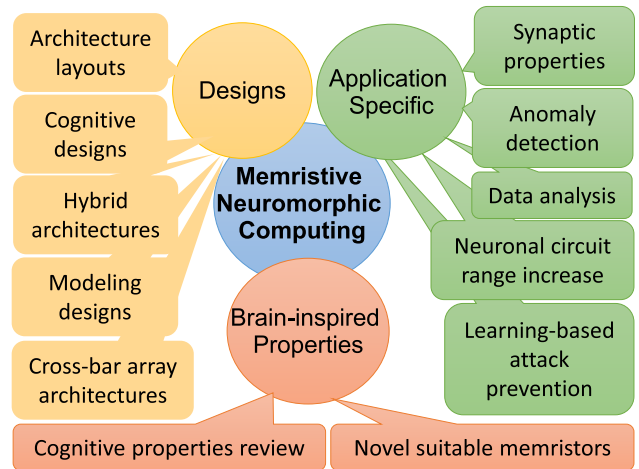 Architecture
layouts
Cognitive
designs
Hybrid
architectures
Modeling
designs
Cross-bar array
architectures
Designs
Application
Specific
Memristive
Neuromorphic
Computing
Brain-inspired
Properties
Synaptic
properties
Anomaly
detection
Data analysis
Neuronal circuit
range increase
Learning-based
attack
prevention
Cognitive properties review
Novel suitable memristors